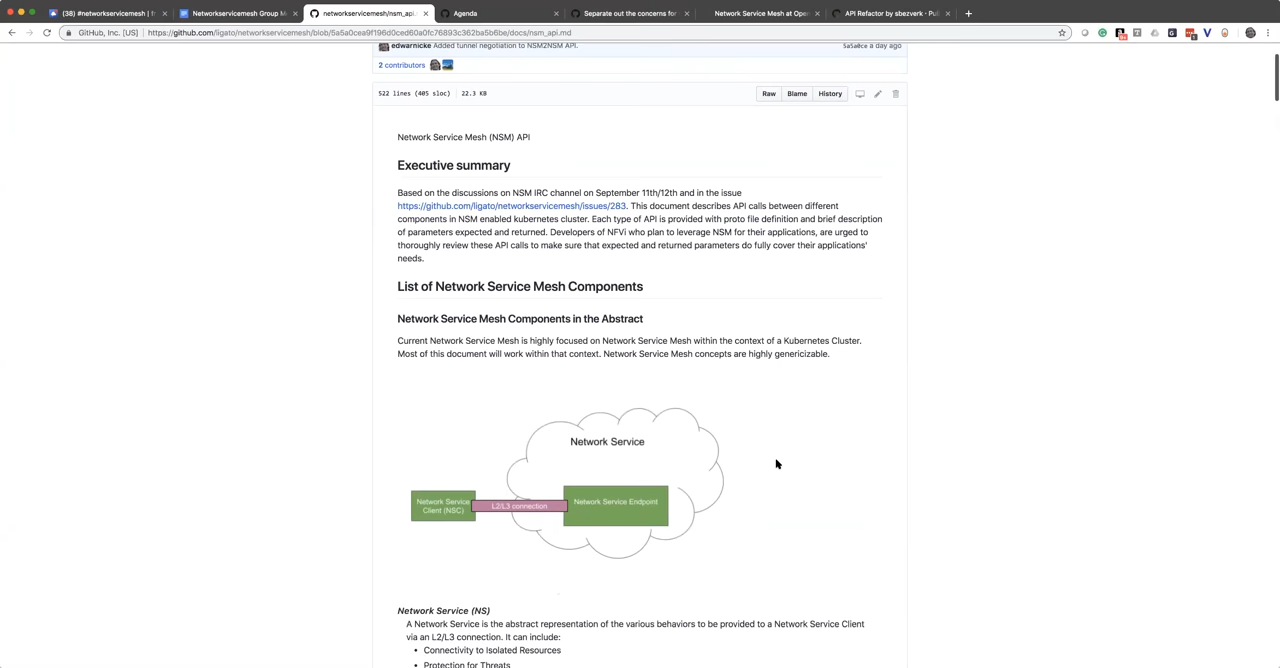 (38) #networkservicemesh | fr
Networkservicemesh Group Me
networkservicemesh/nsm_api.
Agenda
Separate out the concerns for
Network Service Mesh at Open
API Refactor by sbezverk · Pull
GitHub, Inc. [US] | https://github.com/ligato/networkservicemesh/blob/5a5a0cea9f196d0ced60a0fc76893c362ba5b6be/docs/nsm_api.md
edwarnicke Added tunnel negotiation to NSM2NSM API.
5a5a0ce a day ago
2 contributors
522 lines (405 sloc) | 22.3 KB
Raw Blame History
Network Service Mesh (NSM) API
Executive summary
Based on the discussions on NSM IRC channel on September 11th/12th and in the issue
https://github.com/ligato/networkservicemesh/issues/283. This document describes API calls between different
components in NSM enabled kubernetes cluster. Each type of API is provided with proto file definition and brief description
of parameters expected and returned. Developers of NFVi who plan to leverage NSM for their applications, are urged to
thoroughly review these API calls to make sure that expected and returned parameters do fully cover their applications'
needs.
List of Network Service Mesh Components
Network Service Mesh Components in the Abstract
Current Network Service Mesh is highly focused on Network Service Mesh within the context of a Kubernetes Cluster.
Most of this document will work within that context. Network Service Mesh concepts are highly genericizable.
Network Service
Network Service
Client (NSC)
L2/L3 connection
Network Service Endpoint
Network Service (NS)
A Network Service is the abstract representation of the various behaviors to be provided to a Network Service Client
via an L2/L3 connection. It can include:
• Connectivity to Isolated Resources
• Protection for Threats